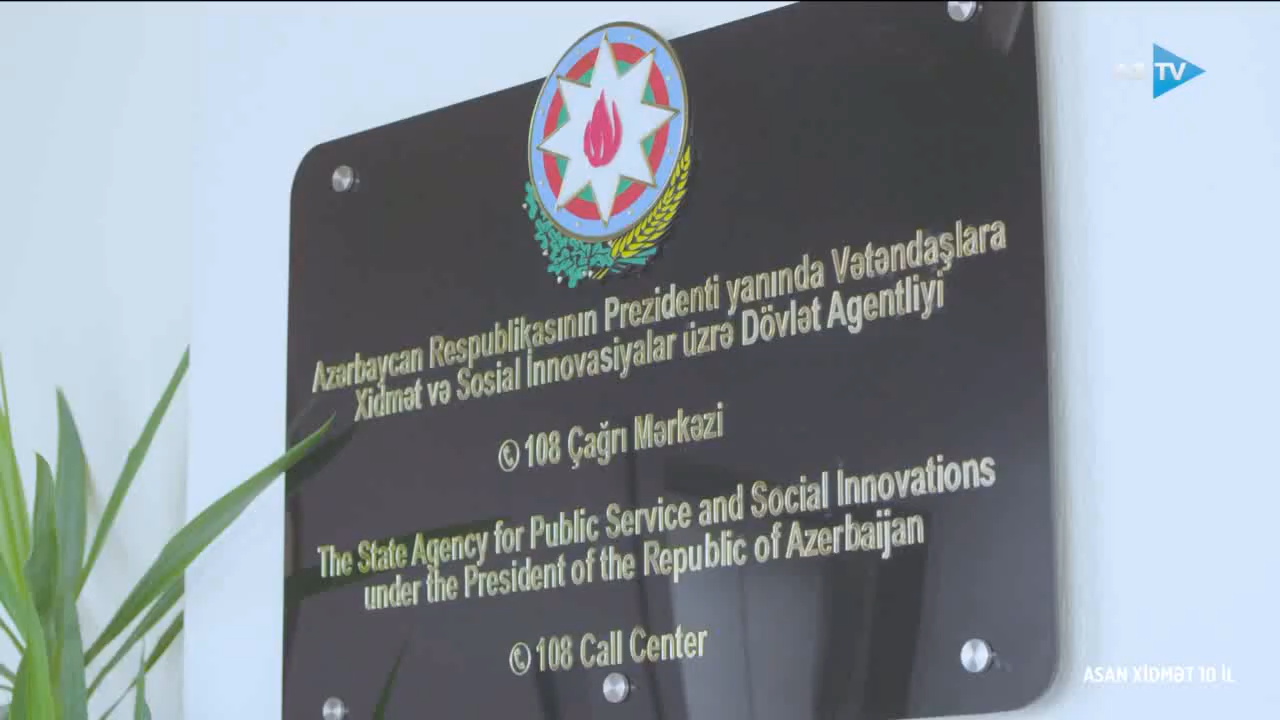 AZ TV
Azərbaycan Respublikasının Prezidenti yanında Vətəndaşlara
Xidmət və Sosial İnnovasiyalar üzrə Dövlət Agentliyi
✆ 108 Çağrı Mərkəzi
The State Agency for Public Service and Social Innovations
under the President of the Republic of Azerbaijan
✆ 108 Call Center
ASAN XİDMƏT 10 İL